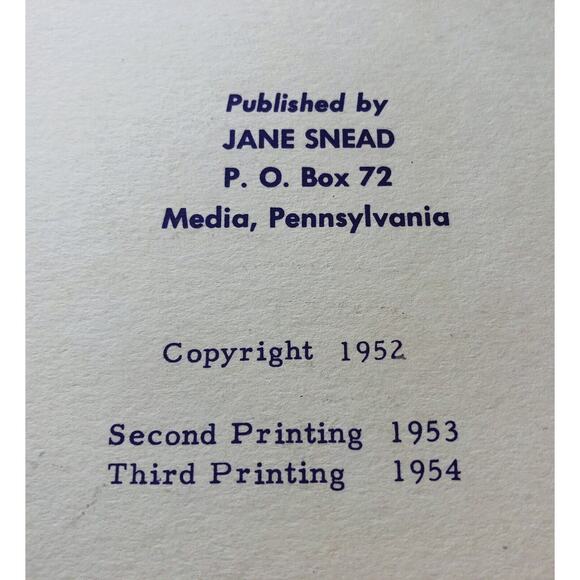 Published by
JANE SNEAD
P. O. Box 72
Media, Pennsylvania
Copyright 1952
Second Printing 1953
Third Printing 1954